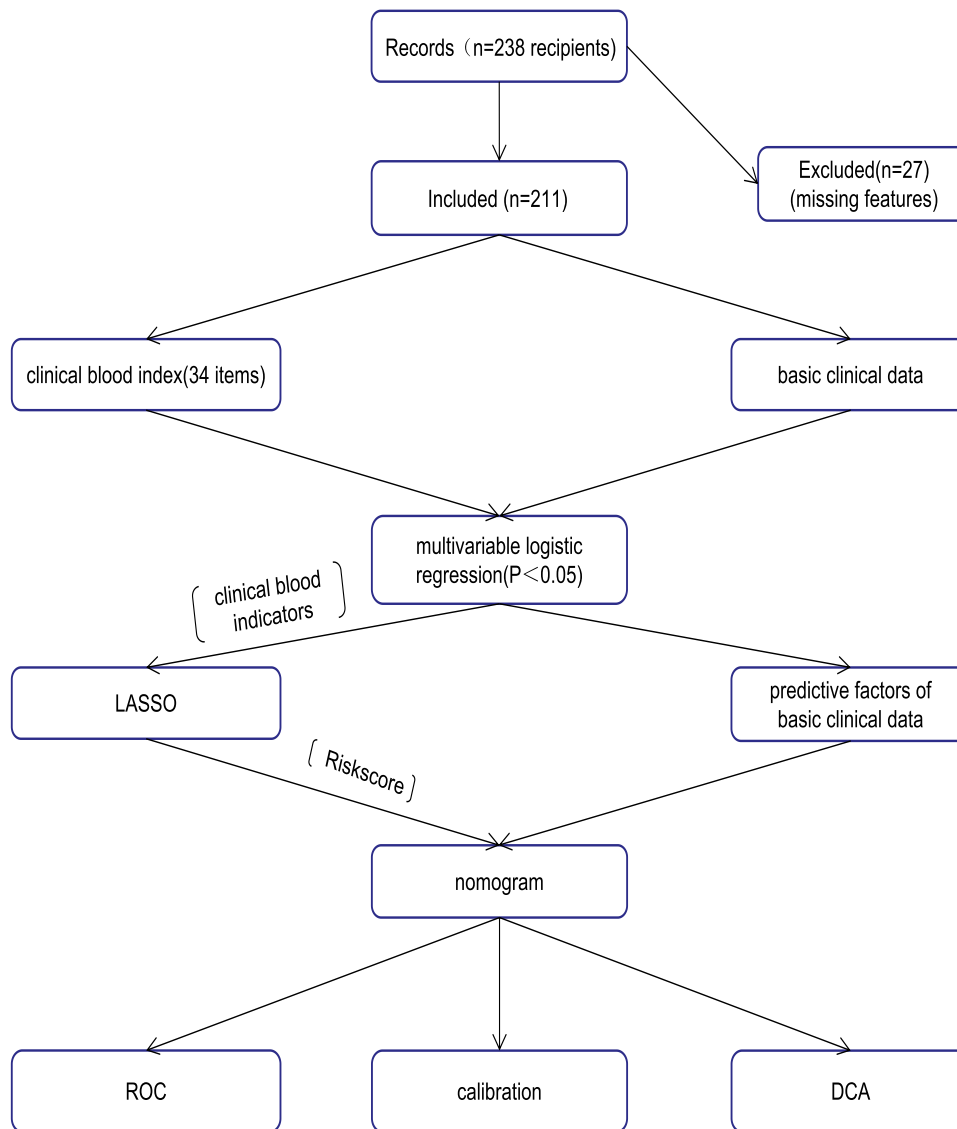 Records（n=238 recipients)
Excluded(n=27)
(missing features)
Included (n=211)
clinical blood index(34 items)
basic clinical data
multivariable logistic
regression(P＜0.05)
clinical blood
indicators
LASSO
predictive factors of
basic clinical data
Riskscore
nomogram
ROC
calibration
DCA